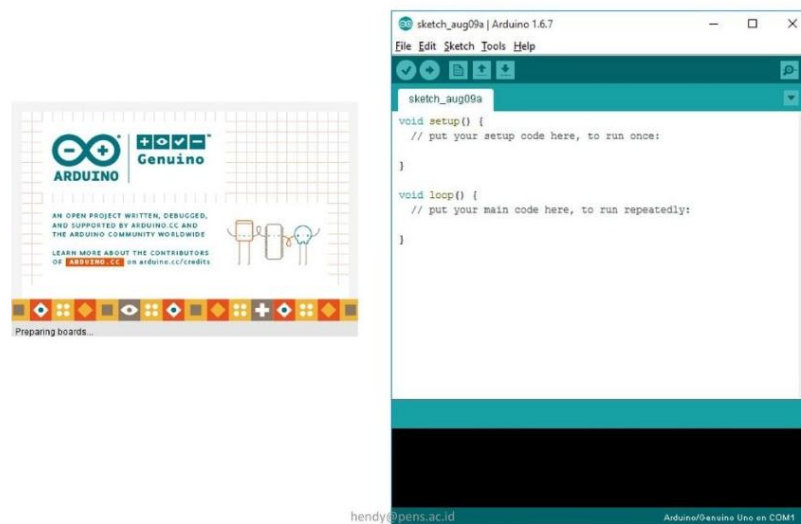 ARDUINO
Genuino
AN OPEN PROJECT WRITTEN, DEBUGGED,
AND SUPPORTED BY ARDUINO.CC AND
THE ARDUINO COMMUNITY WORLDWIDE
LEARN MORE ABOUT THE CONTRIBUTORS
OF ARDUINO.CC on arduino.cc/credits
Preparing boards...
sketch_aug09a | Arduino 1.6.7
File Edit Sketch Tools Help
sketch_aug09a
void setup() {
// put your setup code here, to run once:
}
void loop() {
// put your main code here, to run repeatedly:
}
hendy@pens.ac.id
Arduino/Genuino Uno on COM1